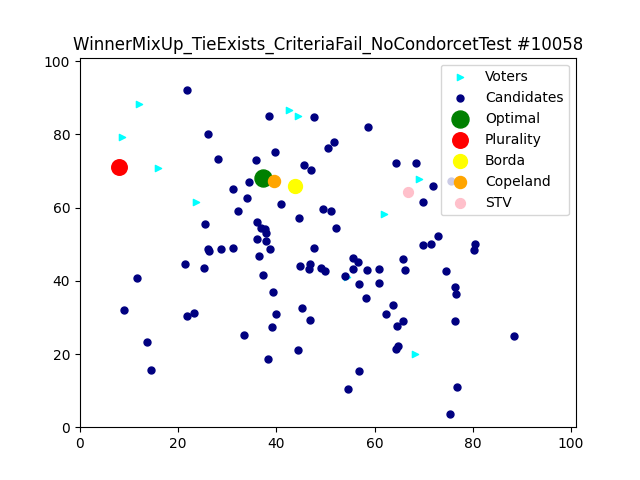 WinnerMixUp_TieExists_CriteriaFail_NoCondorcetTest #10058
100
80
60
40
20
0
0 20 40 60 80 100
Voters
Candidates
Optimal
Plurality
Borda
Copeland
STV